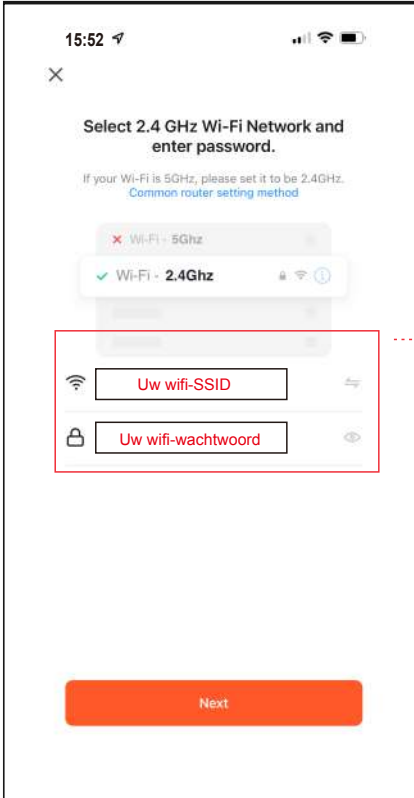 15:52
Select 2.4 GHz Wi-Fi Network and
enter password.
If your Wi-Fi is 5GHz, please set it to be 2.4GHz.
Common router setting method
Wi-Fi - 5Ghz
Wi-Fi - 2.4Ghz
Uw wifi-SSID
Uw wifi-wachtwoord
Next